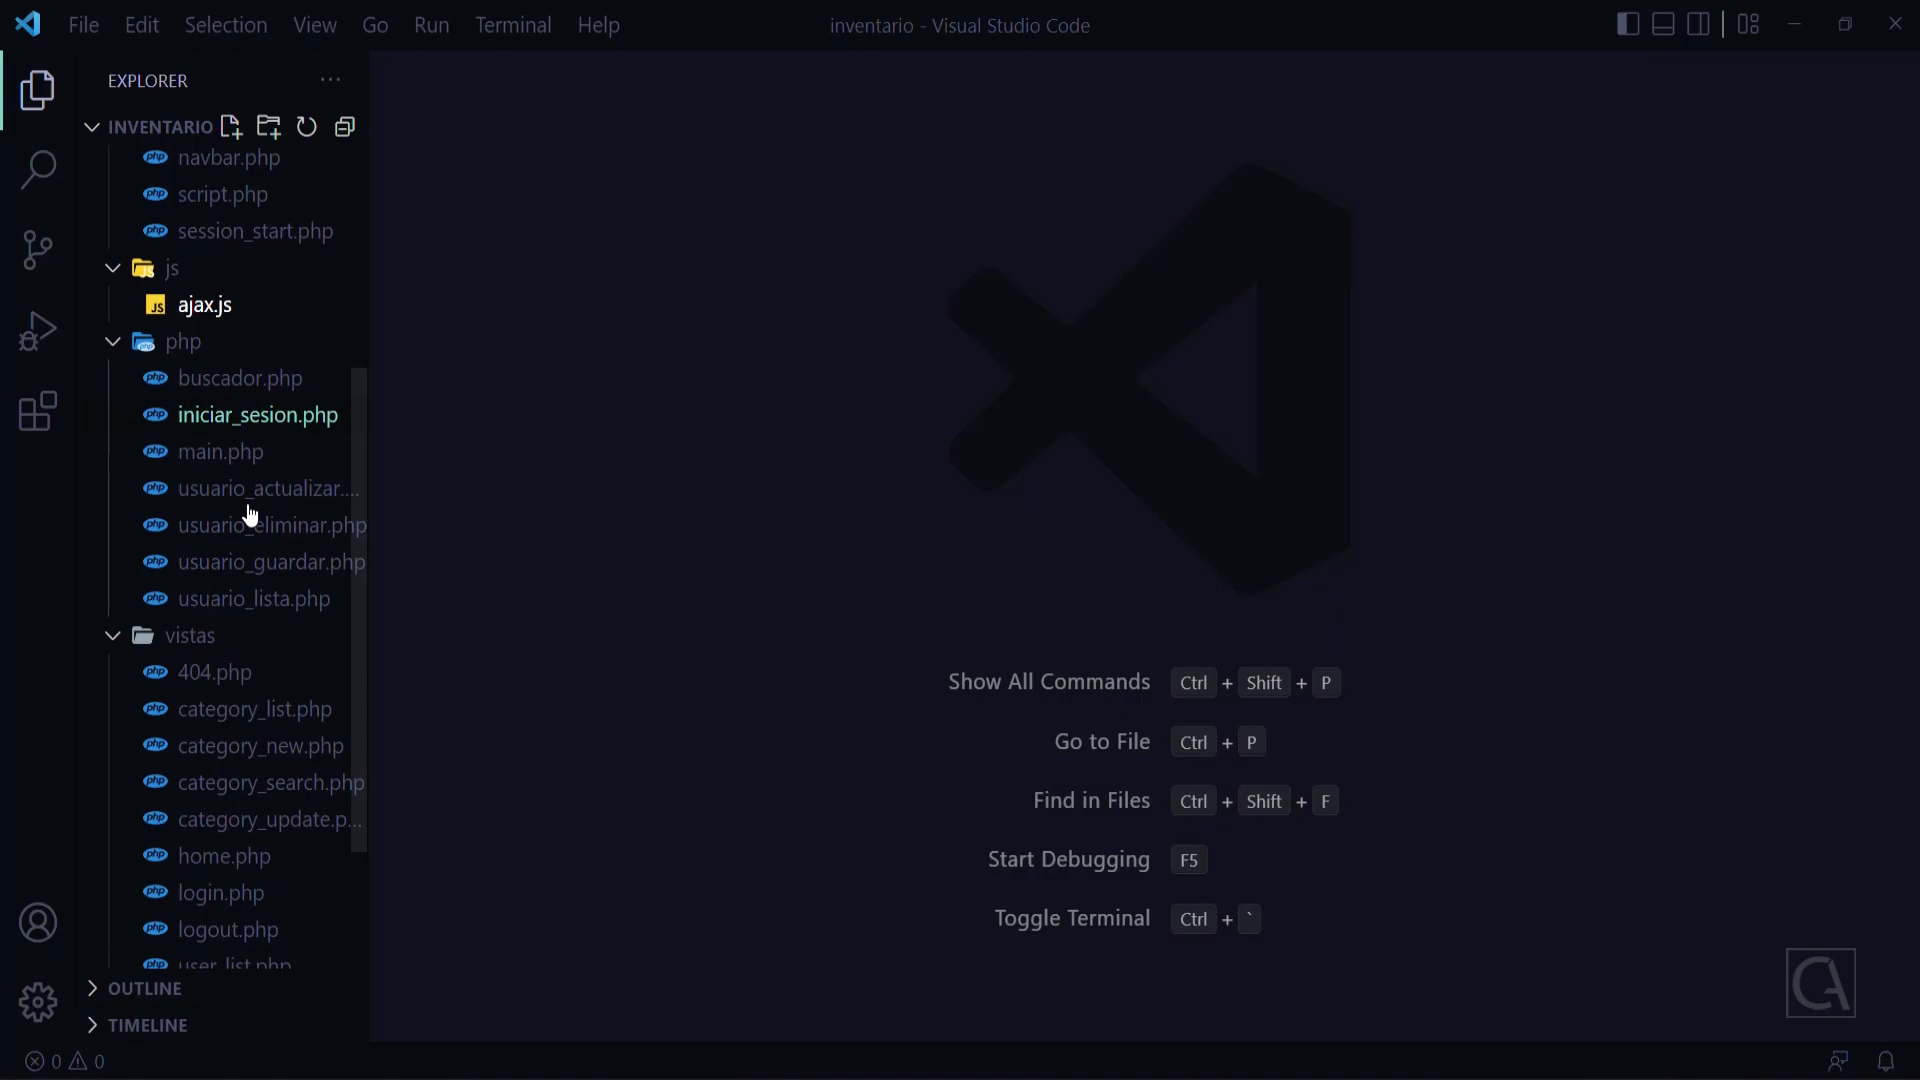 File Edit Selection View Go Run Terminal Help
inventario - Visual Studio Code
EXPLORER
INVENTARIO
navbar.php
script.php
session_start.php
js
ajax.js
php
buscador.php
iniciar_sesion.php
main.php
usuario_actualizar....
usuario_eliminar.php
usuario_guardar.php
usuario_lista.php
vistas
404.php
category_list.php
category_new.php
category_search.php
category_update.p...
home.php
login.php
logout.php
user_list.php
OUTLINE
TIMELINE
0 0
Show All Commands Ctrl + Shift + P
Go to File Ctrl + P
Find in Files Ctrl + Shift + F
Start Debugging F5
Toggle Terminal Ctrl + `
CA